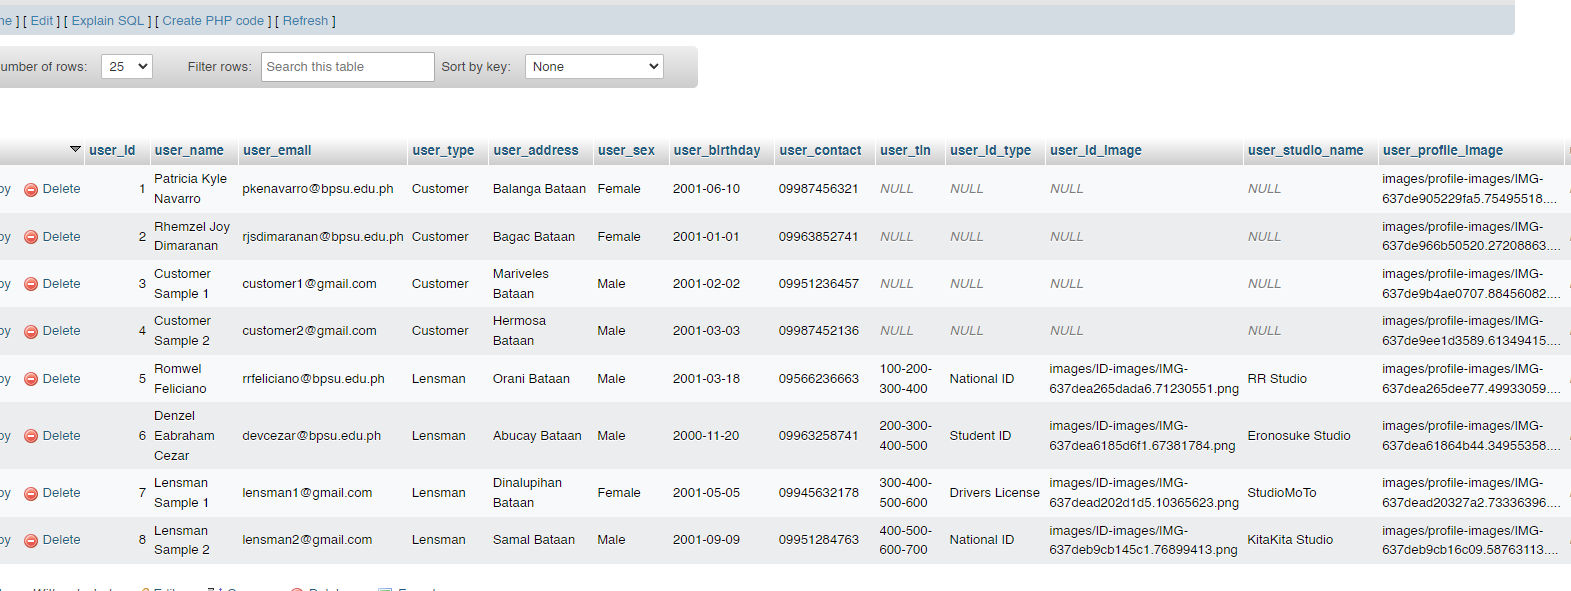 ne ] [ Edit ] [ Explain SQL ] [ Create PHP code ] [ Refresh ]
umber of rows: 25 Filter rows: Search this table Sort by key: None
user_id user_name user_email user_type user_address user_sex user_birthday user_contact user_tin user_id_type user_id_image user_studio_name user_profile_image
py Delete 1 Patricia Kyle Navarro pkenavarro@bpsu.edu.ph Customer Balanga Bataan Female 2001-06-10 09987456321 NULL NULL NULL NULL images/profile-images/IMG-637de905229fa5.75495518....
py Delete 2 Rhemzel Joy Dimaranan rjsdimaranan@bpsu.edu.ph Customer Bagac Bataan Female 2001-01-01 09963852741 NULL NULL NULL NULL images/profile-images/IMG-637de966b50520.27208863....
py Delete 3 Customer Sample 1 customer1@gmail.com Customer Mariveles Bataan Male 2001-02-02 09951236457 NULL NULL NULL NULL images/profile-images/IMG-637de9b4ae0707.88456082....
py Delete 4 Customer Sample 2 customer2@gmail.com Customer Hermosa Bataan Male 2001-03-03 09987452136 NULL NULL NULL NULL images/profile-images/IMG-637de9ee1d3589.61349415....
py Delete 5 Romwel Feliciano rrfeliciano@bpsu.edu.ph Lensman Orani Bataan Male 2001-03-18 09566236663 100-200-300-400 National ID images/ID-images/IMG-637dea265dada6.71230551.png RR Studio images/profile-images/IMG-637dea265dee77.49933059....
py Delete 6 Denzel Eabraham Cezar devcezar@bpsu.edu.ph Lensman Abucay Bataan Male 2000-11-20 09963258741 200-300-400-500 Student ID images/ID-images/IMG-637dea6185d6f1.67381784.png Eronosuke Studio images/profile-images/IMG-637dea61864b44.34955358....
py Delete 7 Lensman Sample 1 lensman1@gmail.com Lensman Dinalupihan Bataan Female 2001-05-05 09945632178 300-400-500-600 Drivers License images/ID-images/IMG-637dead202d1d5.10365623.png StudioMoTo images/profile-images/IMG-637dead20327a2.73336396....
py Delete 8 Lensman Sample 2 lensman2@gmail.com Lensman Samal Bataan Male 2001-09-09 09951284763 400-500-600-700 National ID images/ID-images/IMG-637deb9cb145c1.76899413.png KitaKita Studio images/profile-images/IMG-637deb9cb16c09.58763113....